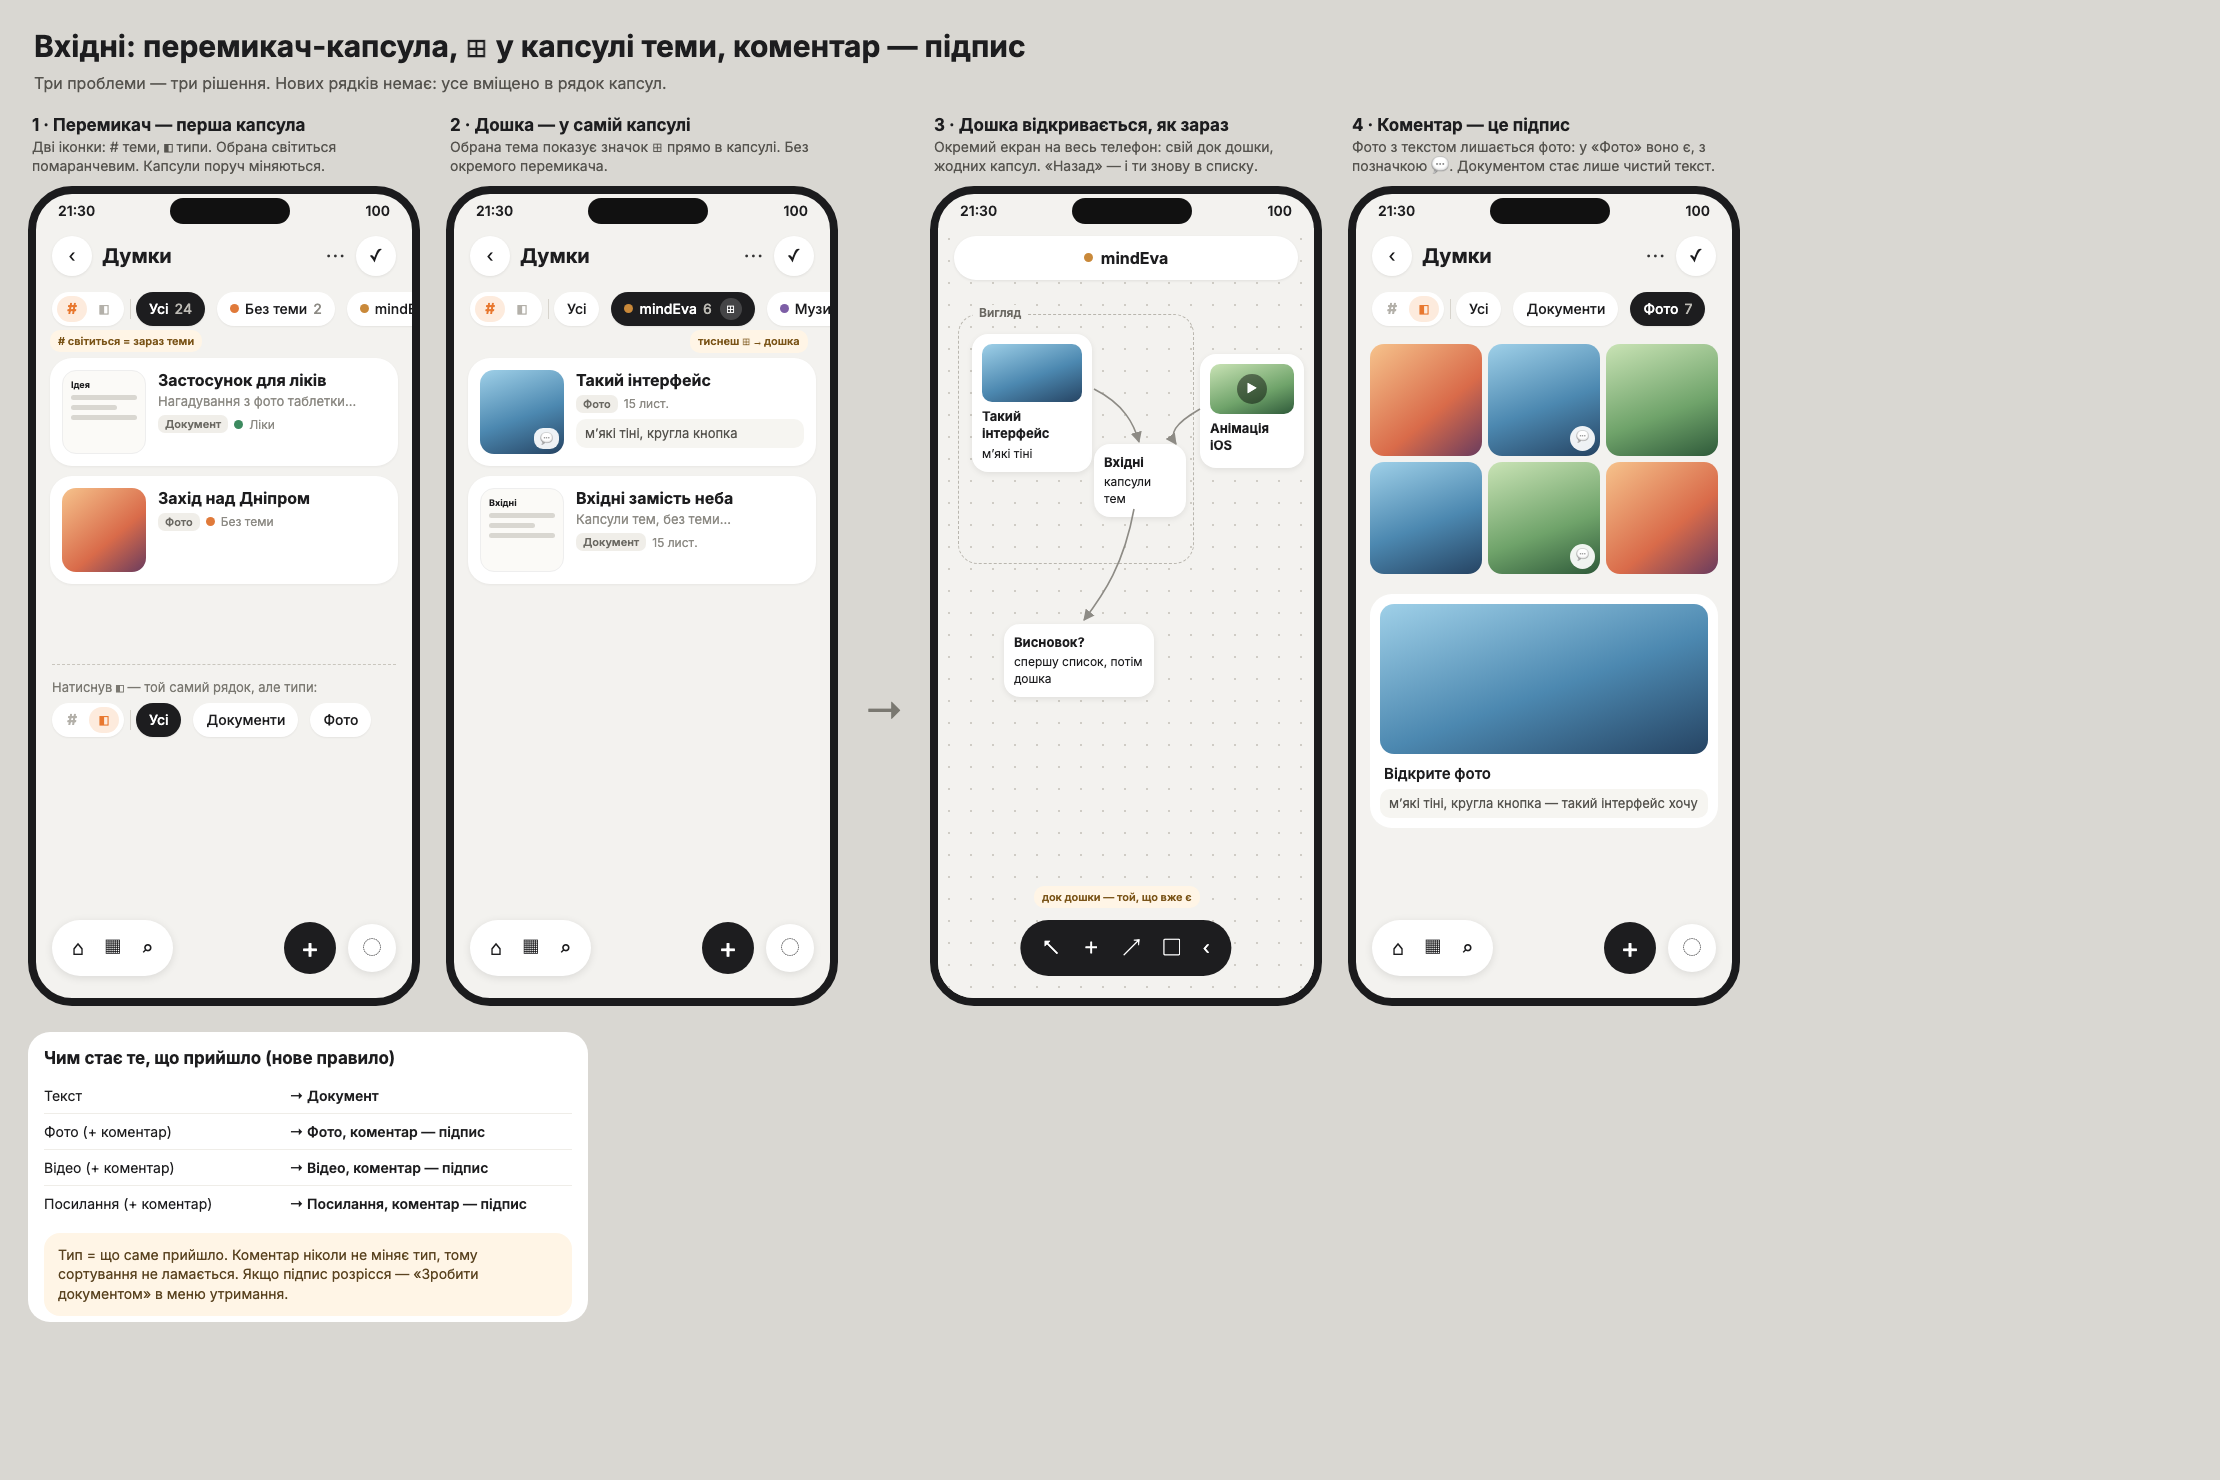 Вхідні: перемикач-капсула, ⊞ у капсулі теми, коментар — підпис
Три проблеми — три рішення. Нових рядків немає: усе вміщено в рядок капсул.
1 · Перемикач — перша капсула
Дві іконки: # теми, ◧ типи. Обрана світиться
помаранчевим. Капсули поруч міняються.
21:30
100
‹
Думки
···
✓
#
◧
Усі 24
Без теми 2
mindE
# світиться = зараз теми
Ідея
Застосунок для ліків
Нагадування з фото таблетки…
Документ
Ліки
Захід над Дніпром
Фото
Без теми
Натиснув ◧ — той самий рядок, але типи:
#
◧
Усі
Документи
Фото
+
2 · Дошка — у самій капсулі
Обрана тема показує значок ⊞ прямо в капсулі. Без
окремого перемикача.
21:30
100
‹
Думки
···
✓
#
◧
Усі
mindEva 6 ⊞
Музи
тиснеш ⊞ → дошка
Такий інтерфейс
Фото
15 лист.
м'які тіні, кругла кнопка
Вхідні
Вхідні замість неба
Капсули тем, без теми…
Документ
15 лист.
+
→
3 · Дошка відкривається, як зараз
Окремий екран на весь телефон: свій док дошки,
жодних капсул. «Назад» — і ти знову в списку.
21:30
100
mindEva
Вигляд
Такий
інтерфейс
м'які тіні
Анімація
iOS
Вхідні
капсули
тем
Висновок?
спершу список, потім
дошка
док дошки — той, що вже є
↖ + ↗ ‹
4 · Коментар — це підпис
Фото з текстом лишається фото: у «Фото» воно є, з
позначкою 💬. Документом стає лише чистий текст.
21:30
100
‹
Думки
···
✓
#
◧
Усі
Документи
Фото 7
Відкрите фото
м'які тіні, кругла кнопка — такий інтерфейс хочу
+
Чим стає те, що прийшло (нове правило)
Текст → Документ
Фото (+ коментар) → Фото, коментар — підпис
Відео (+ коментар) → Відео, коментар — підпис
Посилання (+ коментар) → Посилання, коментар — підпис
Тип = що саме прийшло. Коментар ніколи не міняє тип, тому
сортування не ламається. Якщо підпис розрісся — «Зробити
документом» в меню утримання.